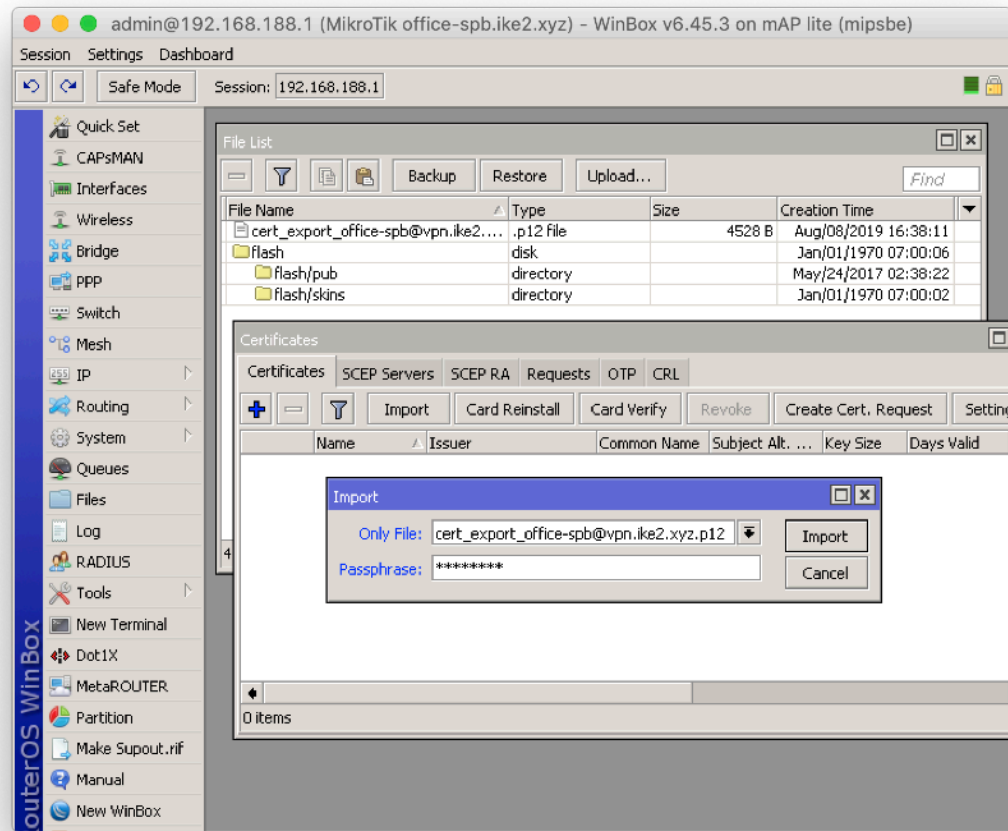 admin@192.168.188.1 (MikroTik office-spb.ike2.xyz) - WinBox v6.45.3 on mAP lite (mipsbe)
Session Settings Dashboard
Safe Mode Session: 192.168.188.1
Quick Set
CAPsMAN
Interfaces
Wireless
Bridge
PPP
Switch
Mesh
255 IP
Routing
System
Queues
Files
Log
RADIUS
Tools
New Terminal
Dot1X
MetaROUTER
Partition
Make Supout.rif
Manual
New WinBox
RouterOS WinBox
File List
Backup Restore Upload... Find
File Name Type Size Creation Time
cert_export_office-spb@vpn.ike2.... .p12 file 4528 B Aug/08/2019 16:38:11
flash disk Jan/01/1970 07:00:06
flash/pub directory May/24/2017 02:38:22
flash/skins directory Jan/01/1970 07:00:02
4
Certificates
Certificates SCEP Servers SCEP RA Requests OTP CRL
Import Card Reinstall Card Verify Revoke Create Cert. Request Setting
Name Issuer Common Name Subject Alt. ... Key Size Days Valid
Import
Only File: cert_export_office-spb@vpn.ike2.xyz.p12 Import
Passphrase: ******** Cancel
0 items